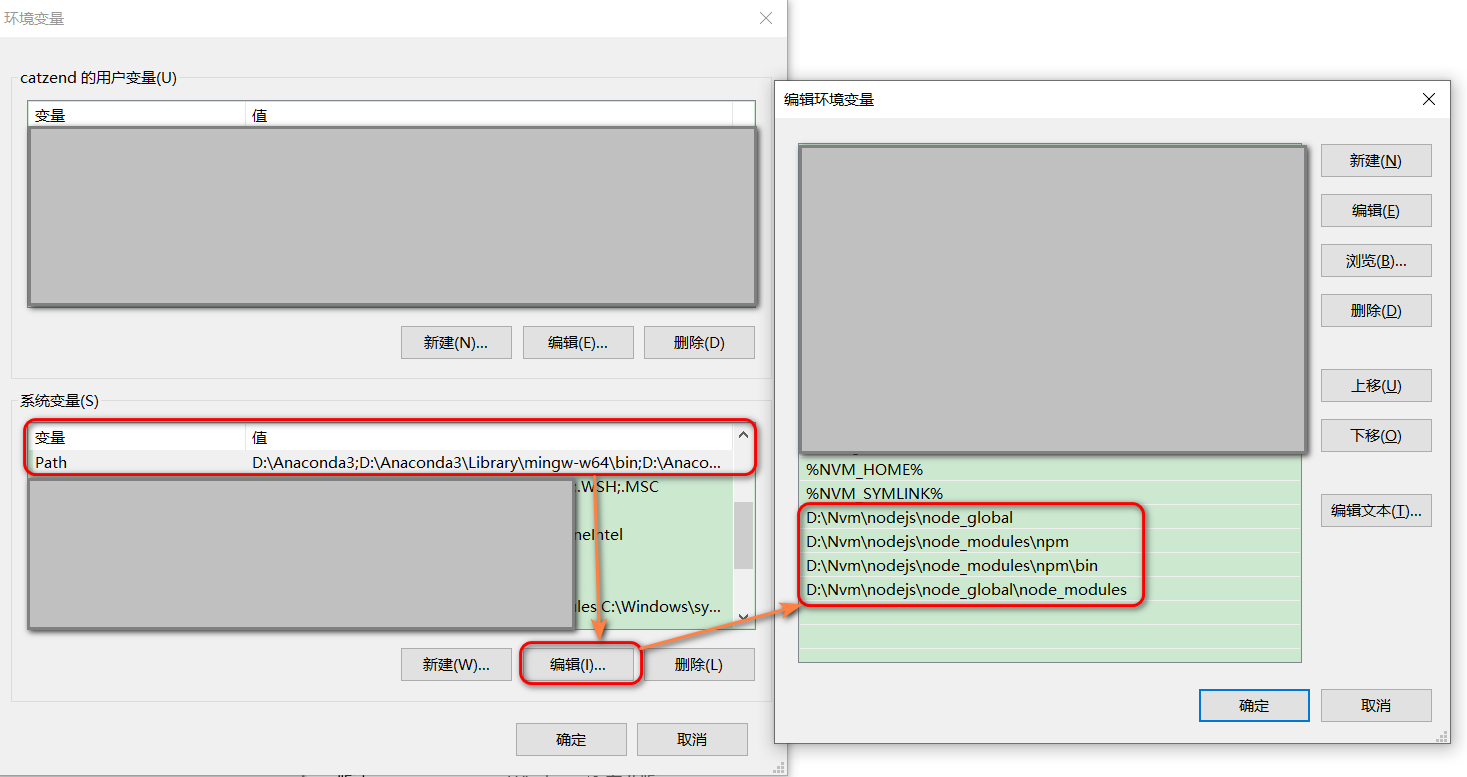 环境变量
catzend 的用户变量(U)
变量 值
新建(N)... 编辑(E)... 删除(D)
系统变量(S)
变量 值
Path D:\Anaconda3;D:\Anaconda3\Library\mingw-w64\bin;D:\Anaco...
.WSH;.MSC
neIntel
les C:\Windows\sy...
新建(W)... 编辑(I)... 删除(L)
确定 取消
编辑环境变量
%NVM_HOME%
%NVM_SYMLINK%
D:\Nvm\nodejs\node_global
D:\Nvm\nodejs\node_modules\npm
D:\Nvm\nodejs\node_modules\npm\bin
D:\Nvm\nodejs\node_global\node_modules
新建(N)
编辑(E)
浏览(B)...
删除(D)
上移(U)
下移(O)
编辑文本(T)...
确定 取消